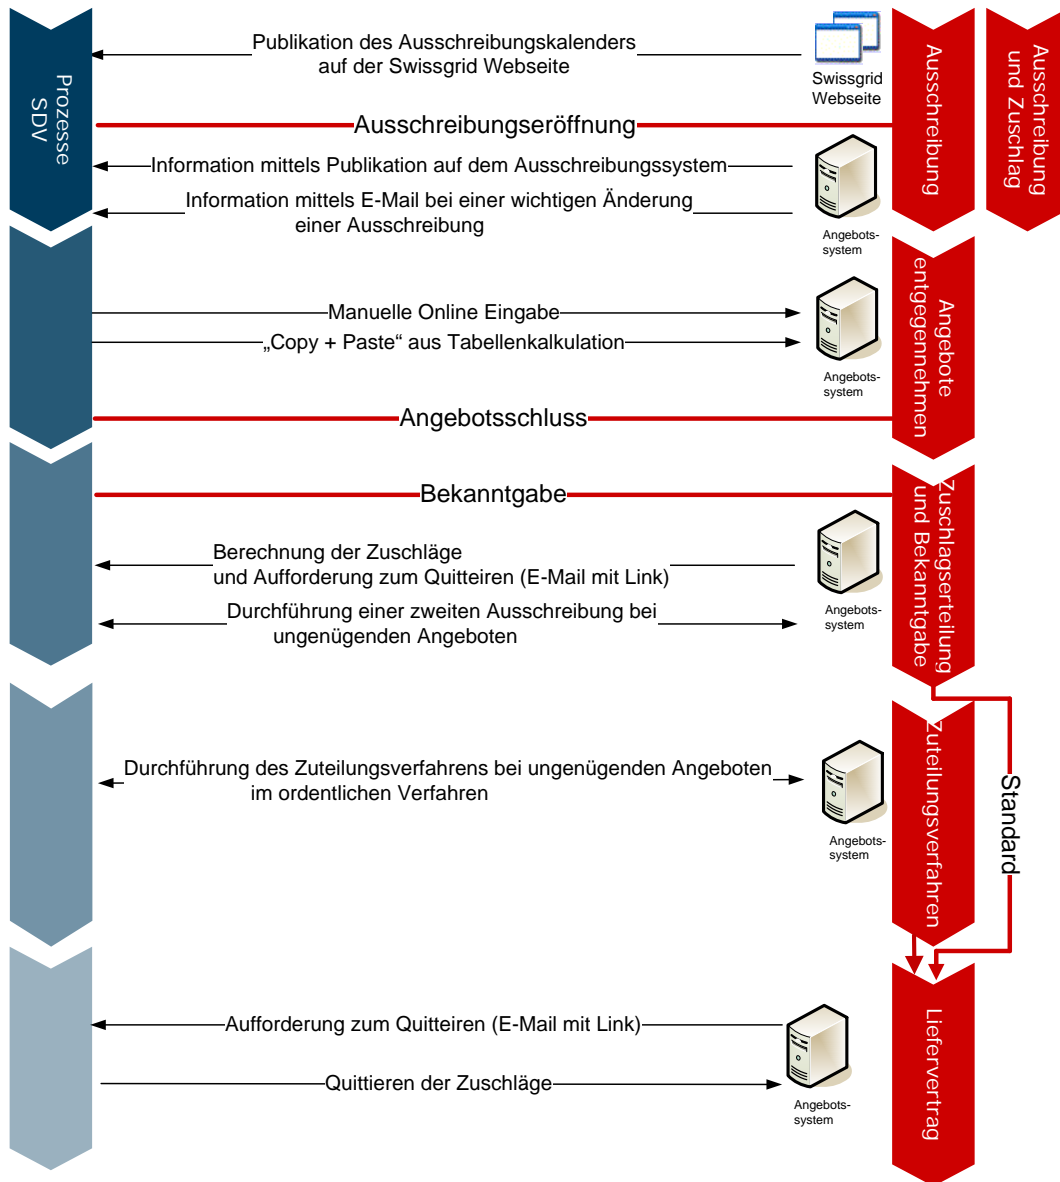 Publikation des Ausschreibungskalenders
auf der Swissgrid Webseite
Swissgrid
Webseite
Prozesse
SDV
Ausschreibung
Ausschreibung
und Zuschlag
Ausschreibungseröffnung
Information mittels Publikation auf dem Ausschreibungssystem
Information mittels E-Mail bei einer wichtigen Änderung
einer Ausschreibung
Angebots-
system
Manuelle Online Eingabe
„Copy + Paste“ aus Tabellenkalkulation
Angebots-
system
Angebote
entgegennehmen
Angebotsschluss
Bekanntgabe
Berechnung der Zuschläge
und Aufforderung zum Quitteiren (E-Mail mit Link)
Durchführung einer zweiten Ausschreibung bei
ungenügenden Angeboten
Angebots-
system
Zuschlagserteilung
und Bekanntgabe
Durchführung des Zuteilungsverfahrens bei ungenügenden Angeboten
im ordentlichen Verfahren
Angebots-
system
Zuteilungsverfahren
Standard
Aufforderung zum Quitteiren (E-Mail mit Link)
Quittieren der Zuschläge
Angebots-
system
Liefervertrag